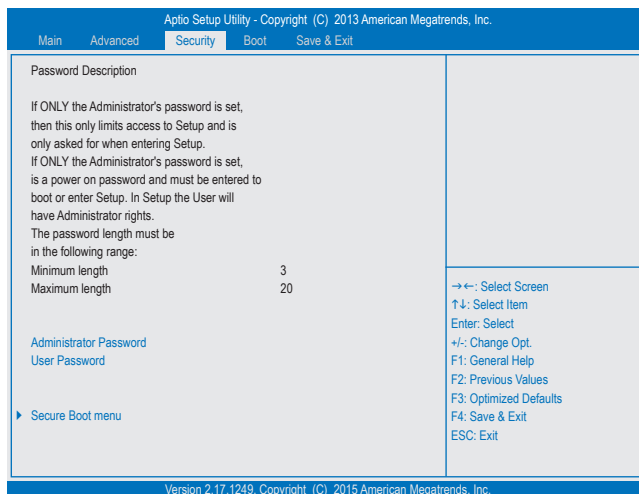 Aptio Setup Utility - Copyright (C) 2013 American Megatrends, Inc.
Main Advanced Security Boot Save & Exit
Password Description
If ONLY the Administrator's password is set,
then this only limits access to Setup and is
only asked for when entering Setup.
If ONLY the Administrator's password is set,
is a power on password and must be entered to
boot or enter Setup. In Setup the User will
have Administrator rights.
The password length must be
in the following range:
Minimum length 3
Maximum length 20
Administrator Password
User Password
Secure Boot menu
→←: Select Screen
↑↓: Select Item
Enter: Select
+/-: Change Opt.
F1: General Help
F2: Previous Values
F3: Optimized Defaults
F4: Save & Exit
ESC: Exit
Version 2.17.1249. Copyright (C) 2015 American Megatrends, Inc.